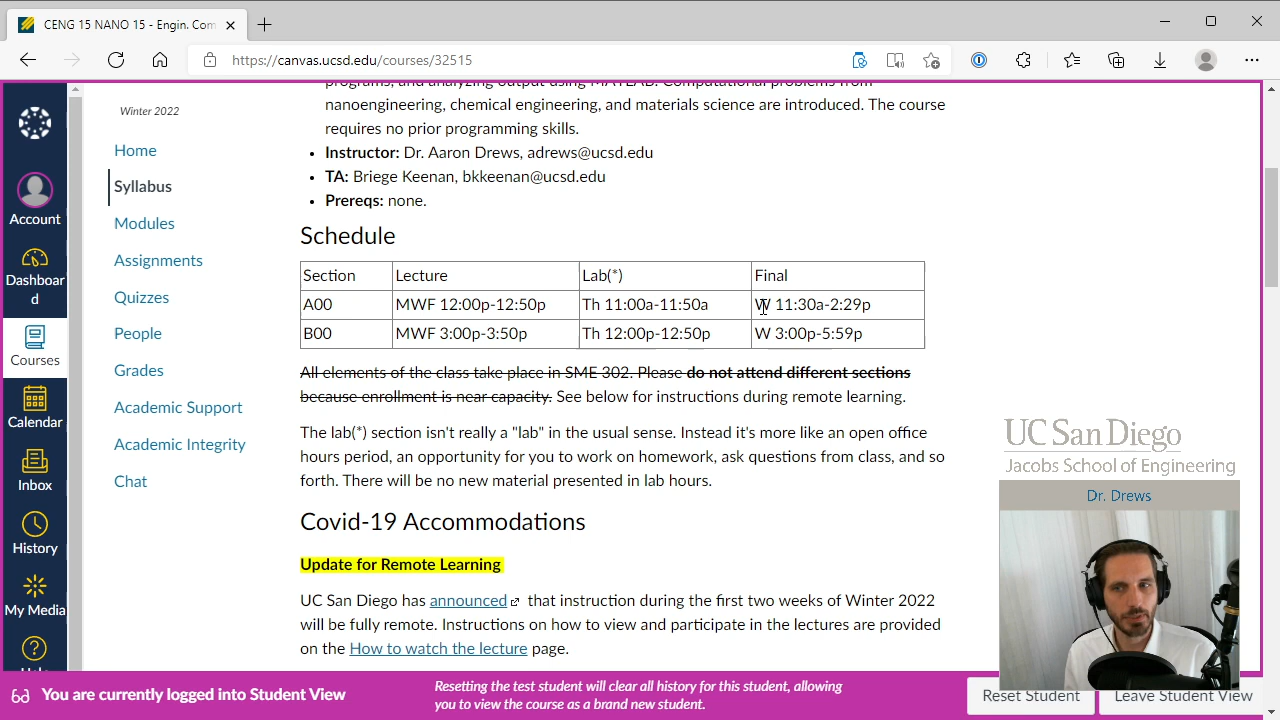 CENG 15 NANO 15 - Engin. Com
https://canvas.ucsd.edu/courses/32515
Account
Dashboar
d
Courses
Calendar
Inbox
History
My Media
Winter 2022
Home
Syllabus
Modules
Assignments
Quizzes
People
Grades
Academic Support
Academic Integrity
Chat
programs, and analyzing output using MATLAB. Computational problems from
nanoengineering, chemical engineering, and materials science are introduced. The course
requires no prior programming skills.
• Instructor: Dr. Aaron Drews, adrews@ucsd.edu
• TA: Briege Keenan, bkkeenan@ucsd.edu
• Prereqs: none.
Schedule
Section Lecture Lab(*) Final
A00 MWF 12:00p-12:50p Th 11:00a-11:50a W 11:30a-2:29p
B00 MWF 3:00p-3:50p Th 12:00p-12:50p W 3:00p-5:59p
All elements of the class take place in SME 302. Please do not attend different sections
because enrollment is near capacity. See below for instructions during remote learning.
The lab(*) section isn't really a "lab" in the usual sense. Instead it's more like an open office
hours period, an opportunity for you to work on homework, ask questions from class, and so
forth. There will be no new material presented in lab hours.
Covid-19 Accommodations
Update for Remote Learning
UC San Diego has announced that instruction during the first two weeks of Winter 2022
will be fully remote. Instructions on how to view and participate in the lectures are provided
on the How to watch the lecture page.
UC San Diego
Jacobs School of Engineering
Dr. Drews
You are currently logged into Student View
Resetting the test student will clear all history for this student, allowing
you to view the course as a brand new student.
Reset Student
Leave Student View